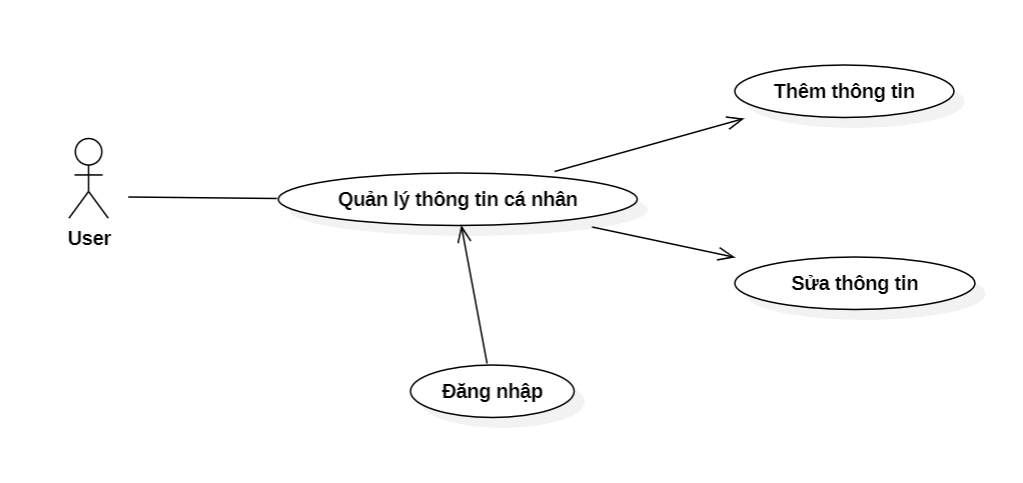 Thêm thông tin
Quản lý thông tin cá nhân
User
Sửa thông tin
Đăng nhập